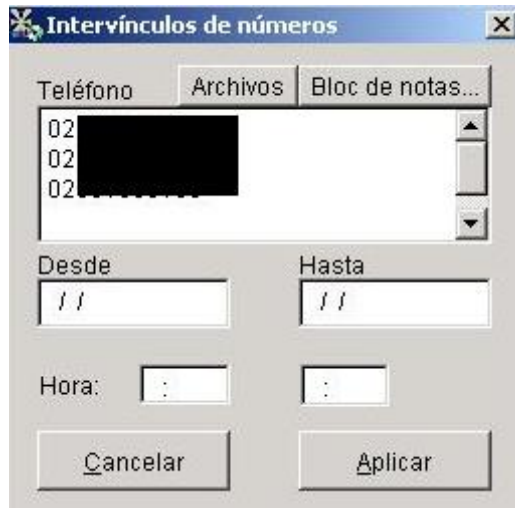 Intervínculos de números
Teléfono Archivos Bloc de notas...
02
02
02
Desde Hasta
/ / / /
Hora: : :
Cancelar Aplicar